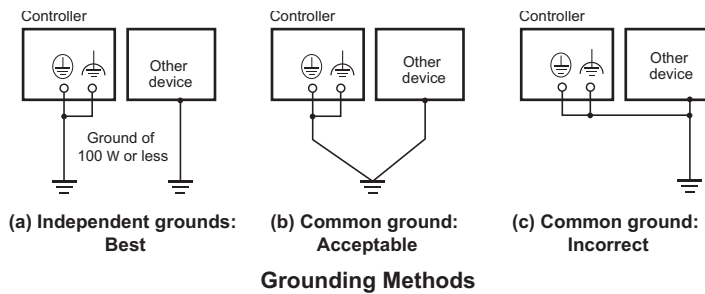 Controller
Other
device
Ground of
100 W or less
(a) Independent grounds:
Best
Controller
Other
device
(b) Common ground:
Acceptable
Controller
Other
device
(c) Common ground:
Incorrect
Grounding Methods